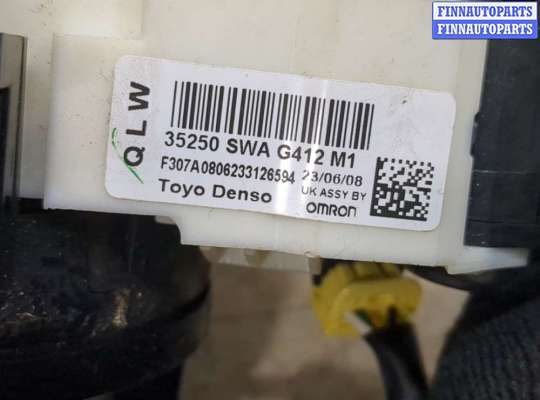 FINNAUTOPARTS
FINNAUTOPARTS
QLW
35250 SWA G412 M1
F307A0806233126594 23/06/08
UK ASSY BY
Toyo Denso OMRON